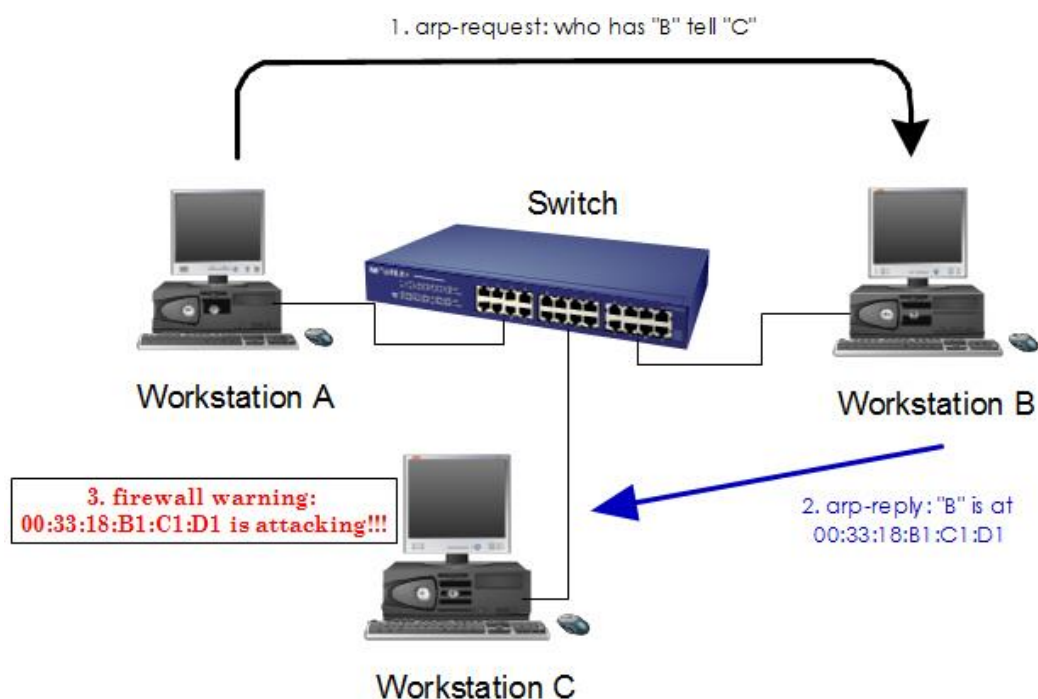 1. arp-request: who has "B" tell "C"
Switch
Workstation A
Workstation B
3. firewall warning:
00:33:18:B1:C1:D1 is attacking!!!
2. arp-reply: "B" is at
00:33:18:B1:C1:D1
Workstation C